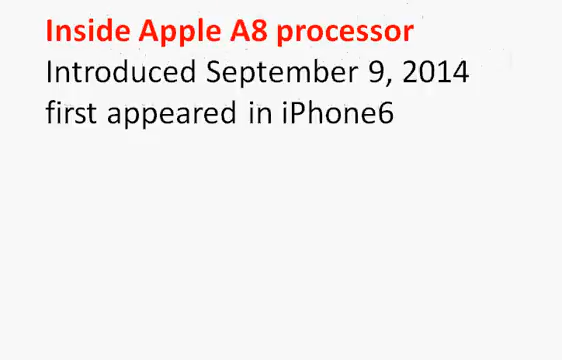 Inside Apple A8 processor
Introduced September 9, 2014
first appeared in iPhone6